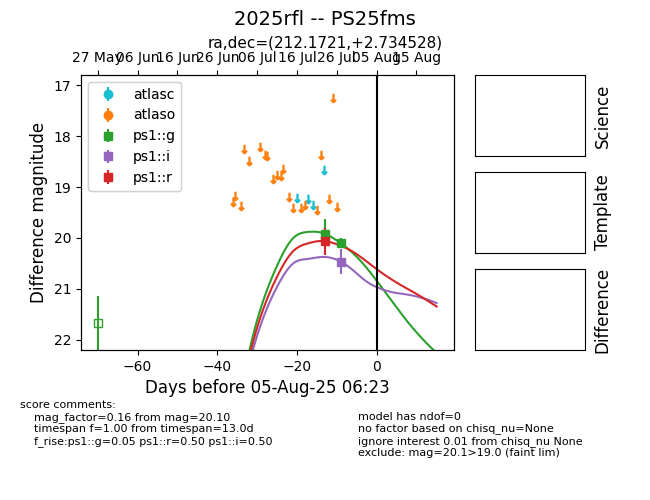 2025rfl -- PS25fms
ra,dec=(212.1721,+2.734528)
27 May 06 Jun 16 Jun 26 Jun 06 Jul 16 Jul 26 Jul 05 Aug 15 Aug
atlasc
atlaso
ps1::g
ps1::i
ps1::r
17
18
19
20
21
22
Difference magnitude
−60 −40 −20 0
Days before 05-Aug-25 06:23
Science
Template
Difference
score comments:
mag_factor=0.16 from mag=20.10
timespan f=1.00 from timespan=13.0d
f_rise:ps1::g=0.05 ps1::r=0.50 ps1::i=0.50
model has ndof=0
no factor based on chisq_nu=None
ignore interest 0.01 from chisq_nu None
exclude: mag=20.1>19.0 (faint lim)